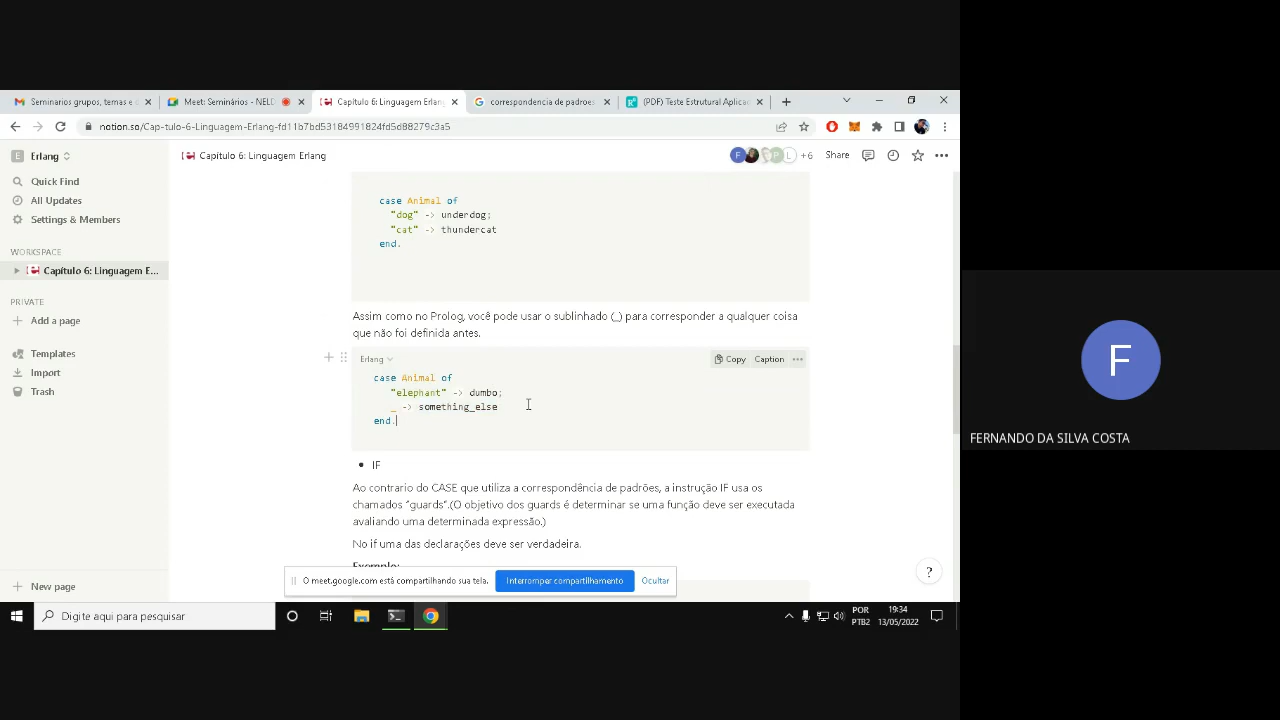 Seminarios grupos, temas e d
Meet: Seminários - NELD
Capítulo 6: Linguagem Erlang
correspondencia de padroes
(PDF) Teste Estrutural Aplicaç
notion.so/Cap-tulo-6-Linguagem-Erlang-fd11b7bd53184991824fd5d88279c3a5
E Erlang
Capítulo 6: Linguagem Erlang
F P L +6 Share
Quick Find
All Updates
Settings & Members
WORKSPACE
Capítulo 6: Linguagem E...
PRIVATE
Add a page
Templates
Import
Trash
New page
case Animal of
"dog" -> underdog;
"cat" -> thundercat
end.
Assim como no Prolog, você pode usar o sublinhado (_) para corresponder a qualquer coisa
que não foi definida antes.
Erlang
Copy Caption
case Animal of
"elephant" -> dumbo;
_ -> something_else
end.
• IF
Ao contrario do CASE que utiliza a correspondência de padrões, a instrução IF usa os
chamados "guards".(O objetivo dos guards é determinar se uma função deve ser executada
avaliando uma determinada expressão.)
No if uma das declarações deve ser verdadeira.
Exemplo:
O meet.google.com está compartilhando sua tela. Interromper compartilhamento Ocultar
?
Digite aqui para pesquisar
POR
PTB2
19:34
13/05/2022
F
FERNANDO DA SILVA COSTA